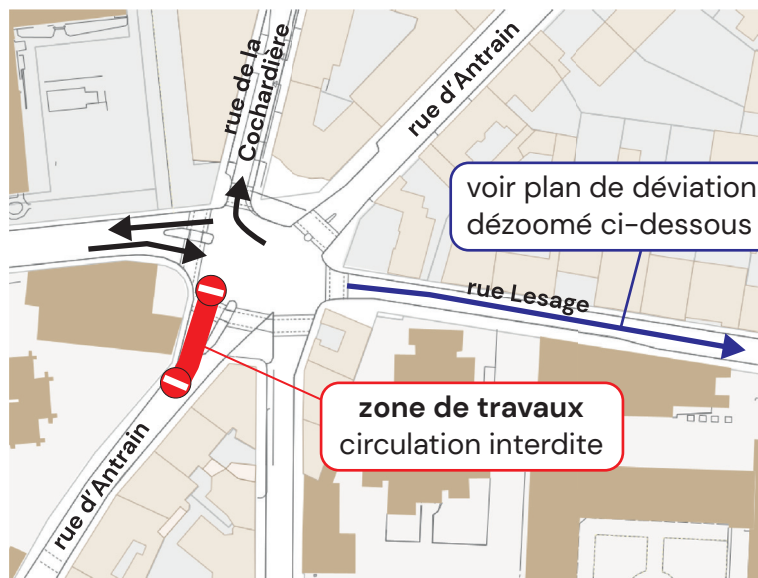 rue de la
Cochardière
rue d'Antrain
voir plan de déviation
dézoomé ci-dessous
rue Lesage
zone de travaux
circulation interdite
rue d'Antrain